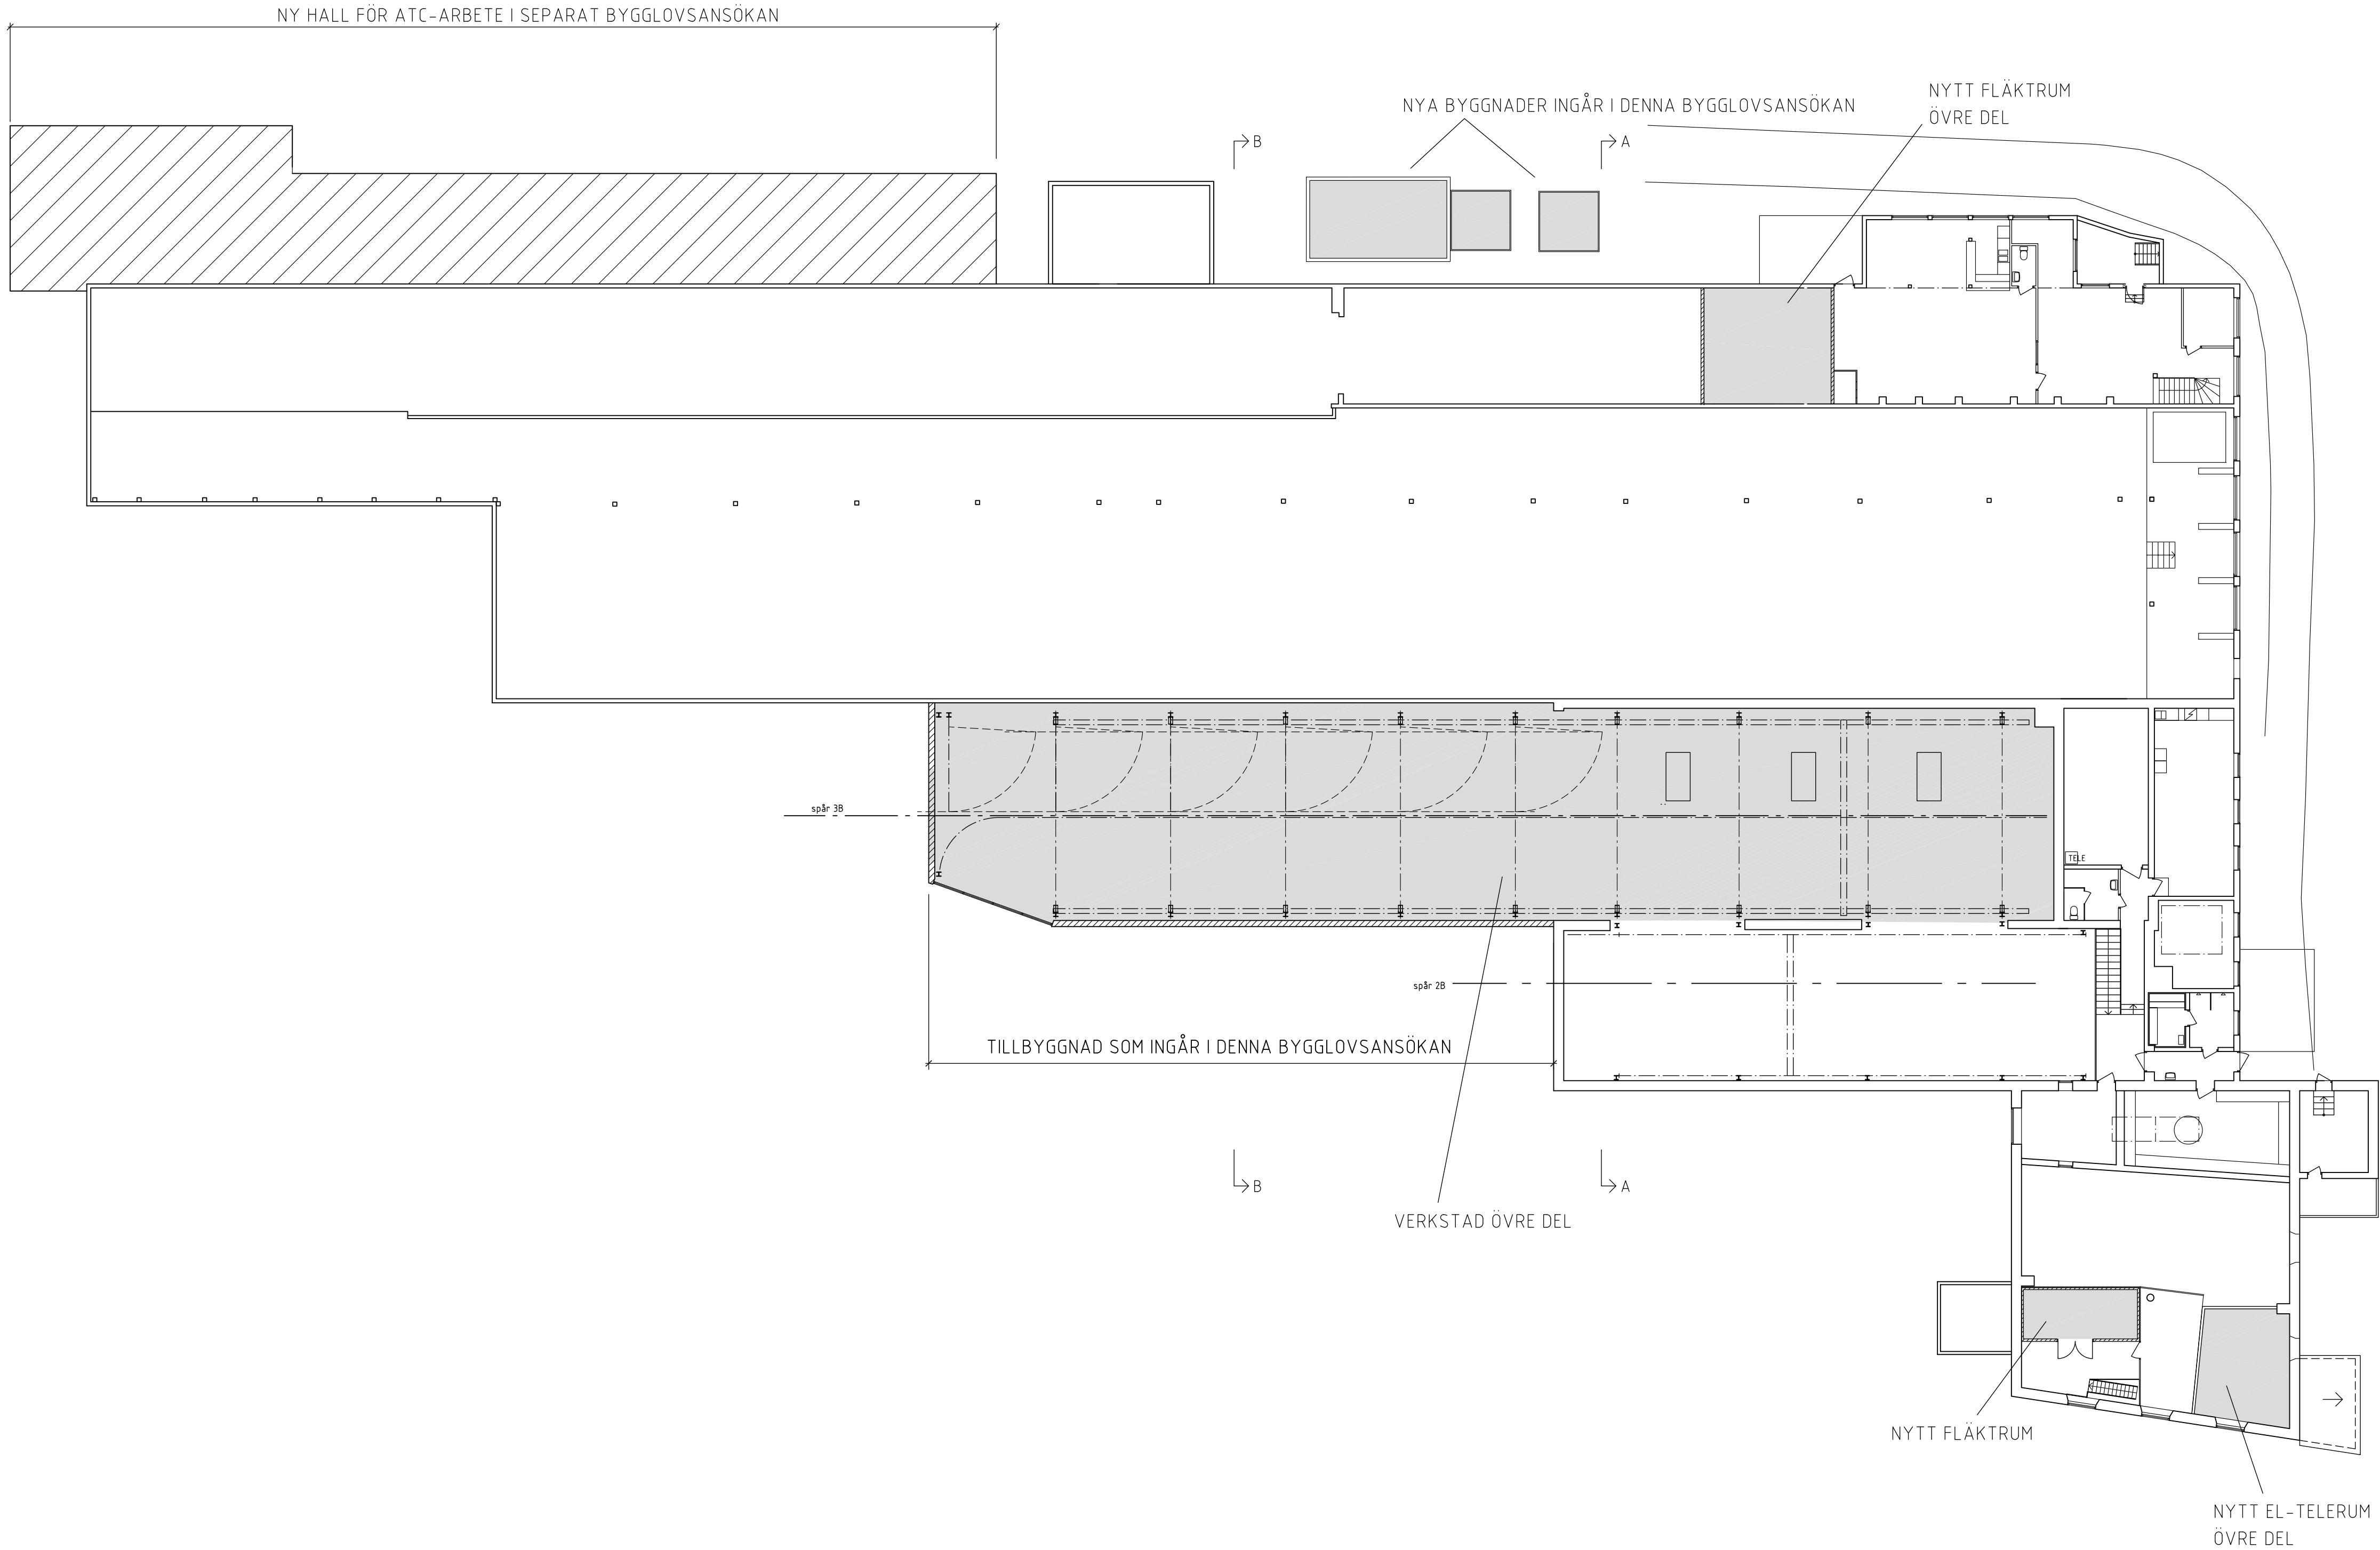 NY HALL FÖR ATC-ARBETE I SEPARAT BYGGLOVSANSÖKAN
NYTT FLÄKTRUM
ÖVRE DEL
NYA BYGGNADER INGÅR I DENNA BYGGLOVSANSÖKAN
B
A
spår 3B
TELE
spår 2B
TILLBYGGNAD SOM INGÅR I DENNA BYGGLOVSANSÖKAN
B
A
VERKSTAD ÖVRE DEL
NYTT FLÄKTRUM
NYTT EL-TELERUM
ÖVRE DEL